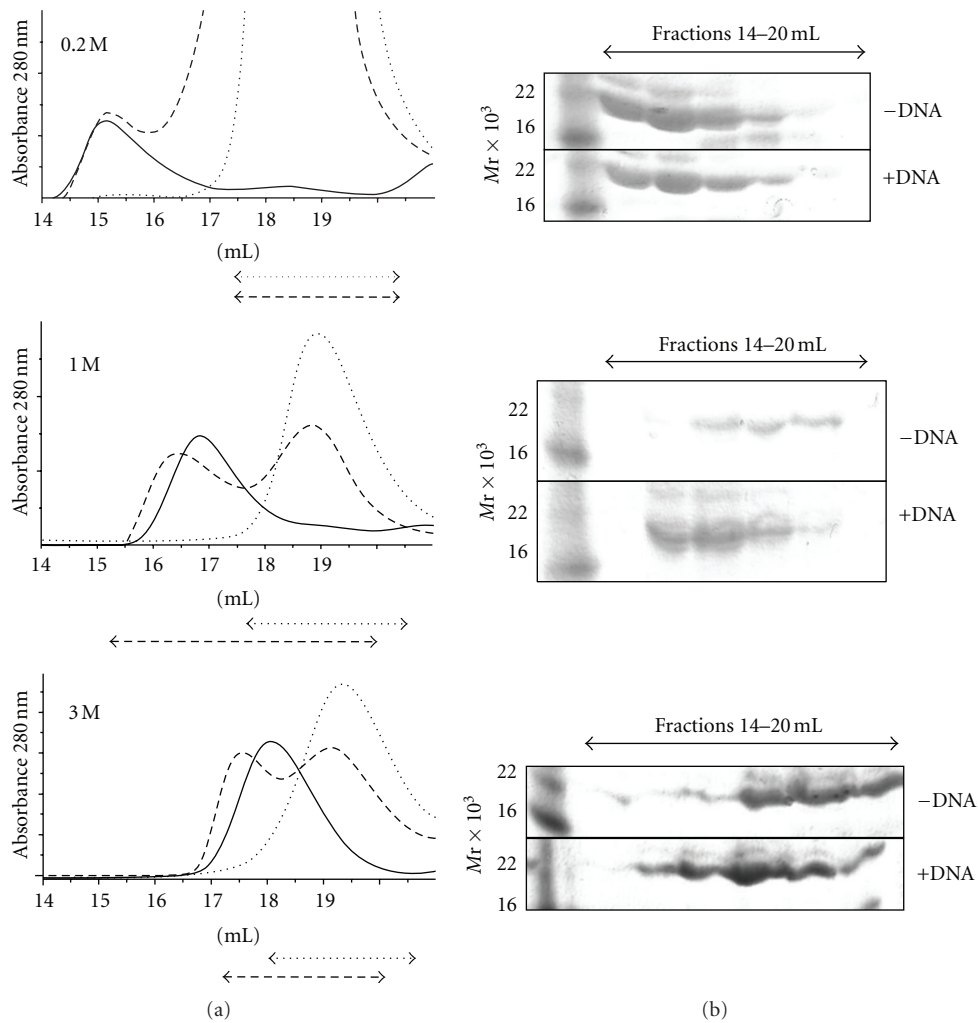 Absorbance 280 nm
0.2 M
14 15 16 17 18 19
(mL)
Fractions 14–20 mL
Mr × 10³
22
16
22
16
−DNA
+DNA
Absorbance 280 nm
1 M
14 15 16 17 18 19
(mL)
Fractions 14–20 mL
Mr × 10³
22
16
22
16
−DNA
+DNA
Absorbance 280 nm
3 M
14 15 16 17 18 19
(mL)
Fractions 14–20 mL
Mr × 10³
22
16
22
16
−DNA
+DNA
(a)
(b)